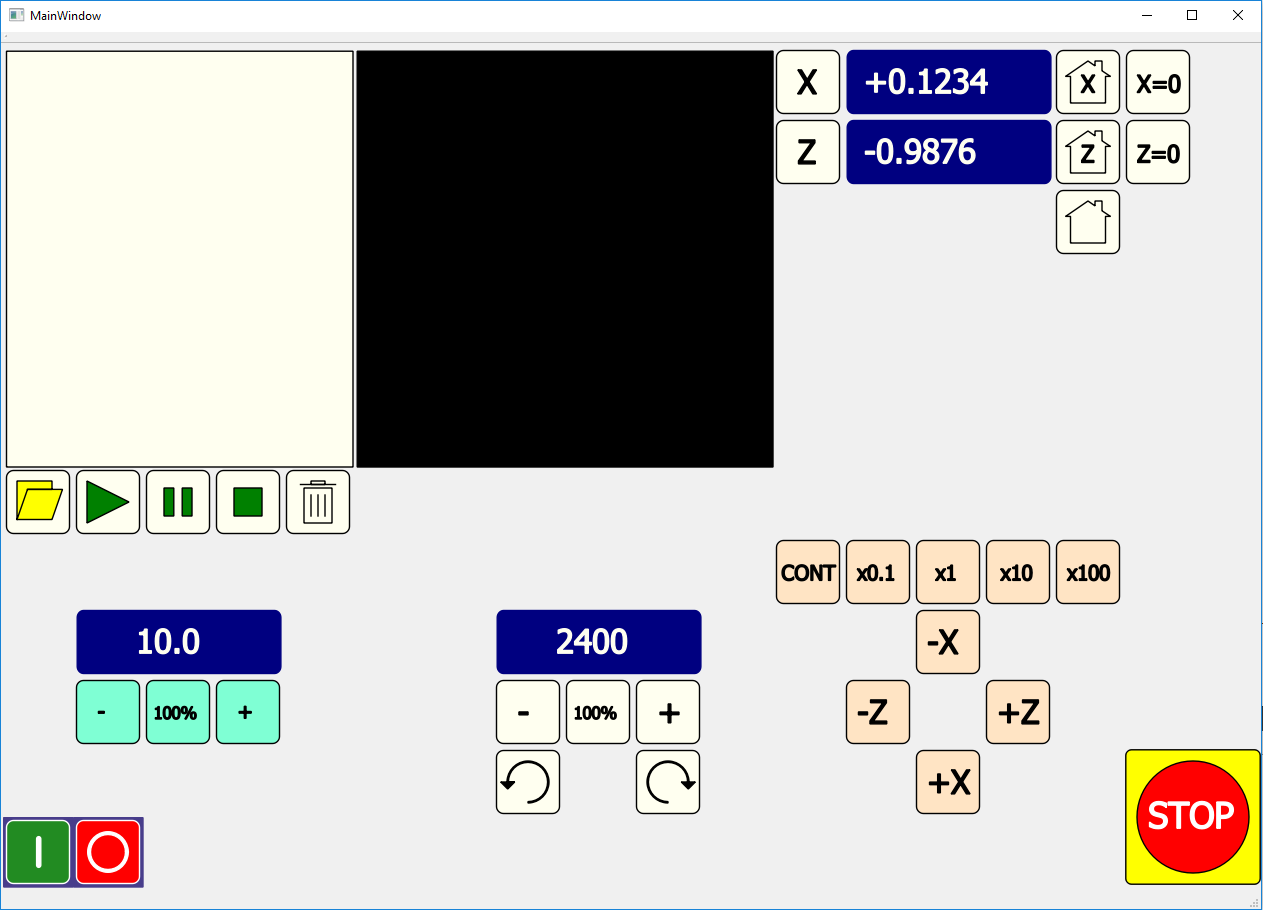 MainWindow
X +0.1234 X X=0
Z -0.9876 Z Z=0
CONT x0.1 x1 x10 x100
10.0 2400 -X
- 100% + - 100% + -Z +Z
+X
STOP